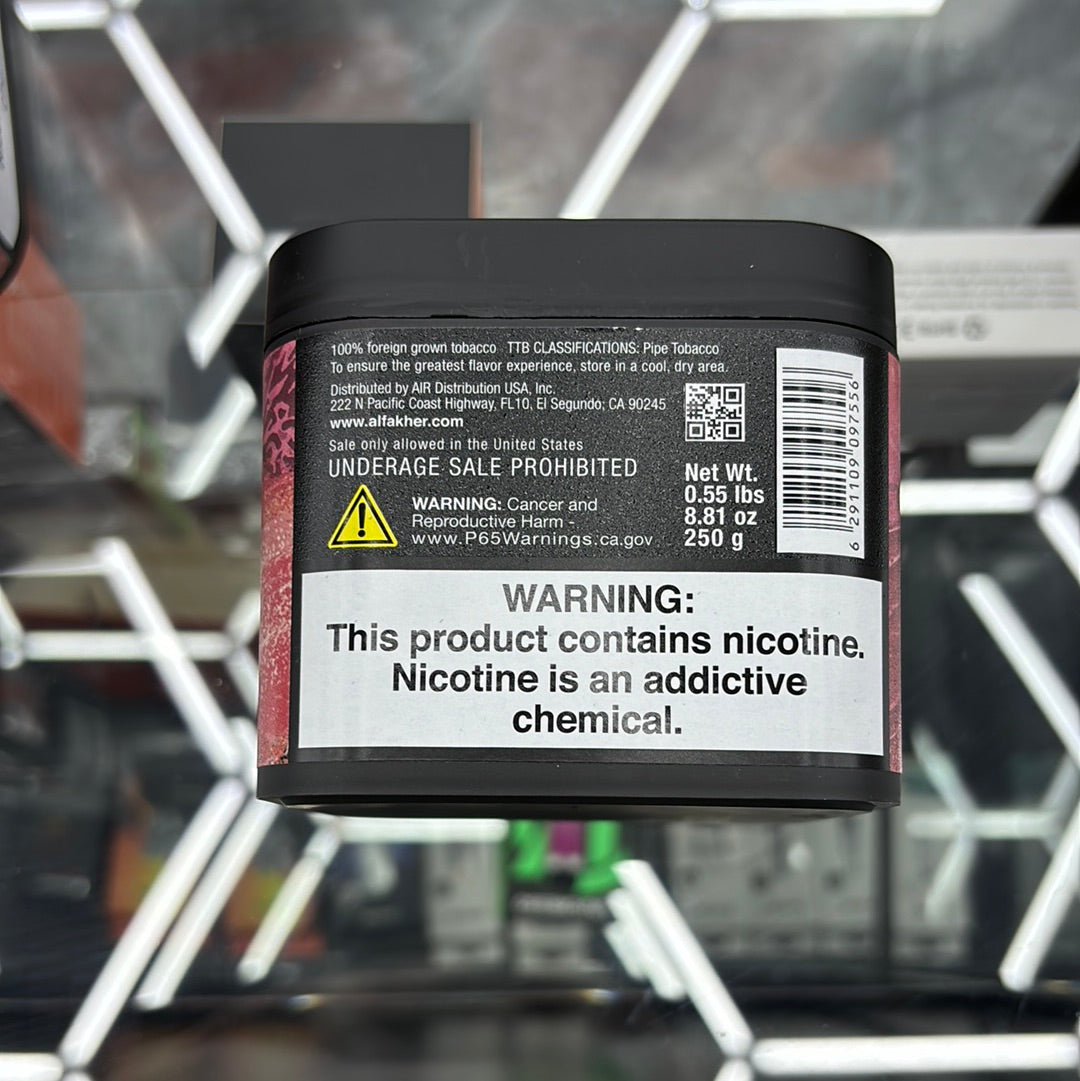 100% foreign grown tobacco TTB CLASSIFICATIONS: Pipe Tobacco
To ensure the greatest flavor experience, store in a cool, dry area.
Distributed by AIR Distribution USA, Inc.
222 N Pacific Coast Highway, FL10, El Segundo; CA 90245
www.alfakher.com
Sale only allowed in the United States
UNDERAGE SALE PROHIBITED
WARNING: Cancer and
Reproductive Harm -
www.P65Warnings.ca.gov
Net Wt.
0.55 lbs
8.81 oz
250 g
6 291109 097556
WARNING:
This product contains nicotine.
Nicotine is an addictive
chemical.